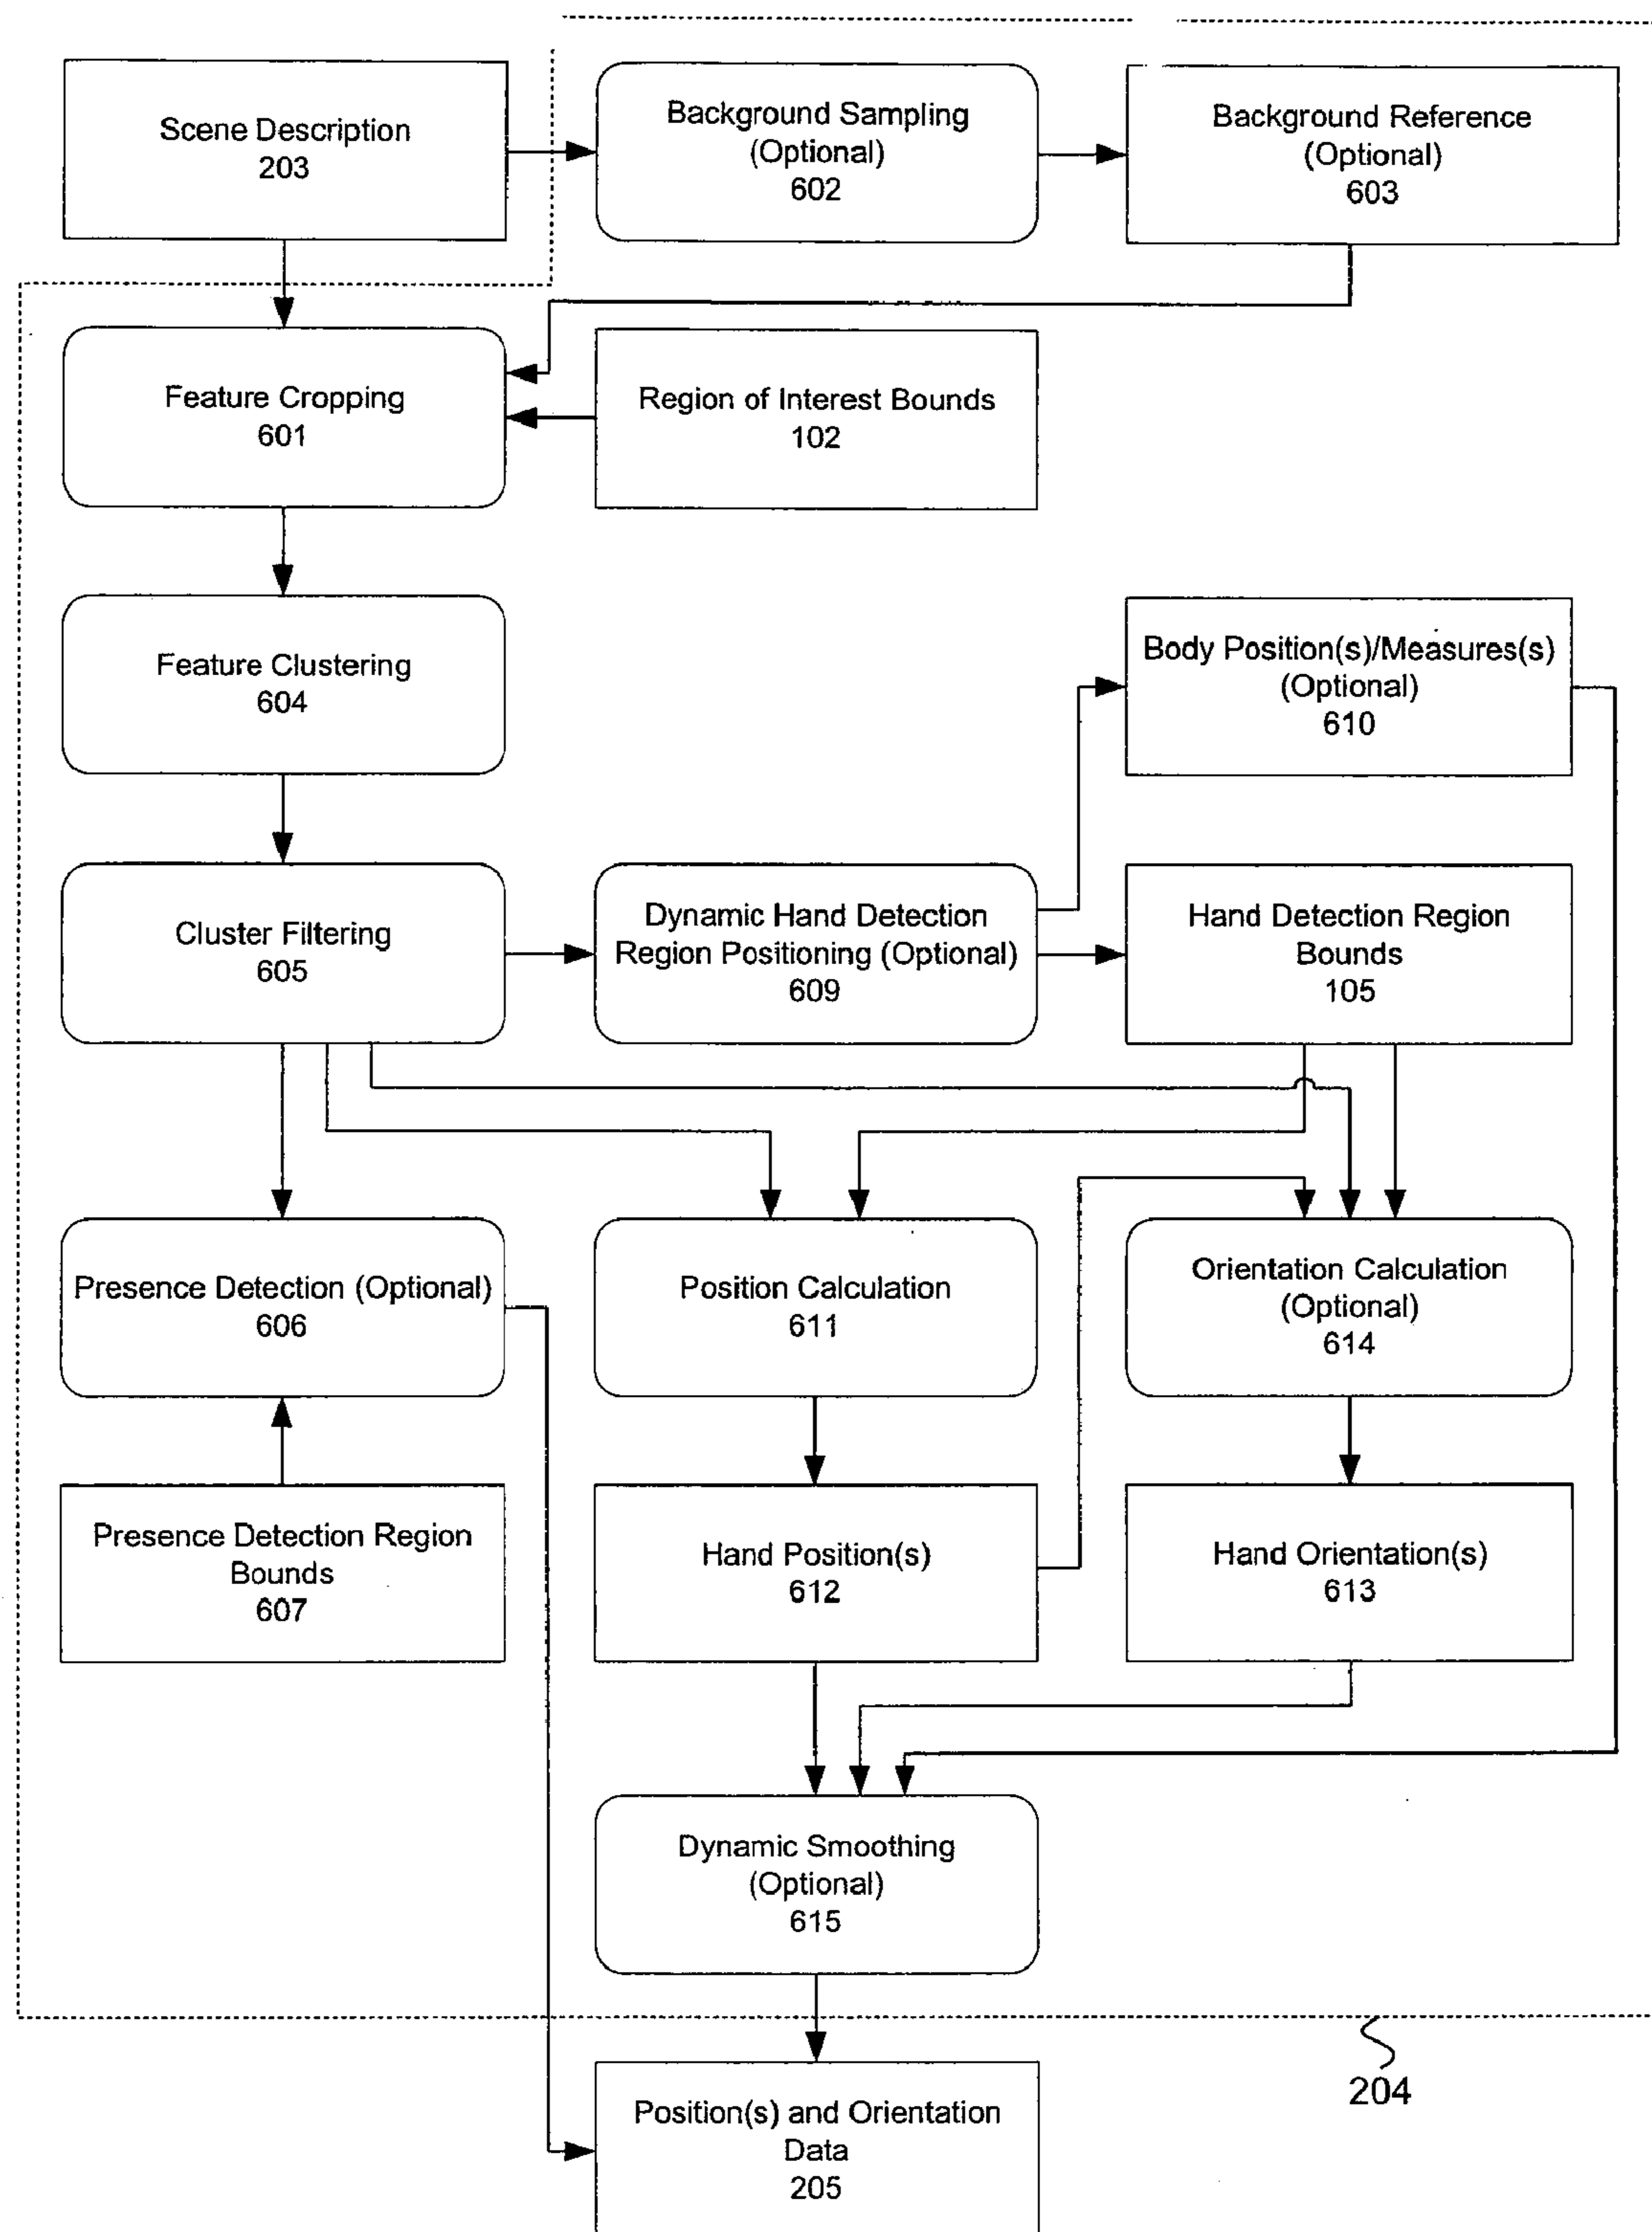 Scene Description
203
Background Sampling
(Optional)
602
Background Reference
(Optional)
603
Feature Cropping
601
Region of Interest Bounds
102
Feature Clustering
604
Body Position(s)/Measures(s)
(Optional)
610
Cluster Filtering
605
Dynamic Hand Detection
Region Positioning (Optional)
609
Hand Detection Region
Bounds
105
Presence Detection (Optional)
606
Position Calculation
611
Orientation Calculation
(Optional)
614
Presence Detection Region
Bounds
607
Hand Position(s)
612
Hand Orientation(s)
613
Dynamic Smoothing
(Optional)
615
204
Position(s) and Orientation
Data
205